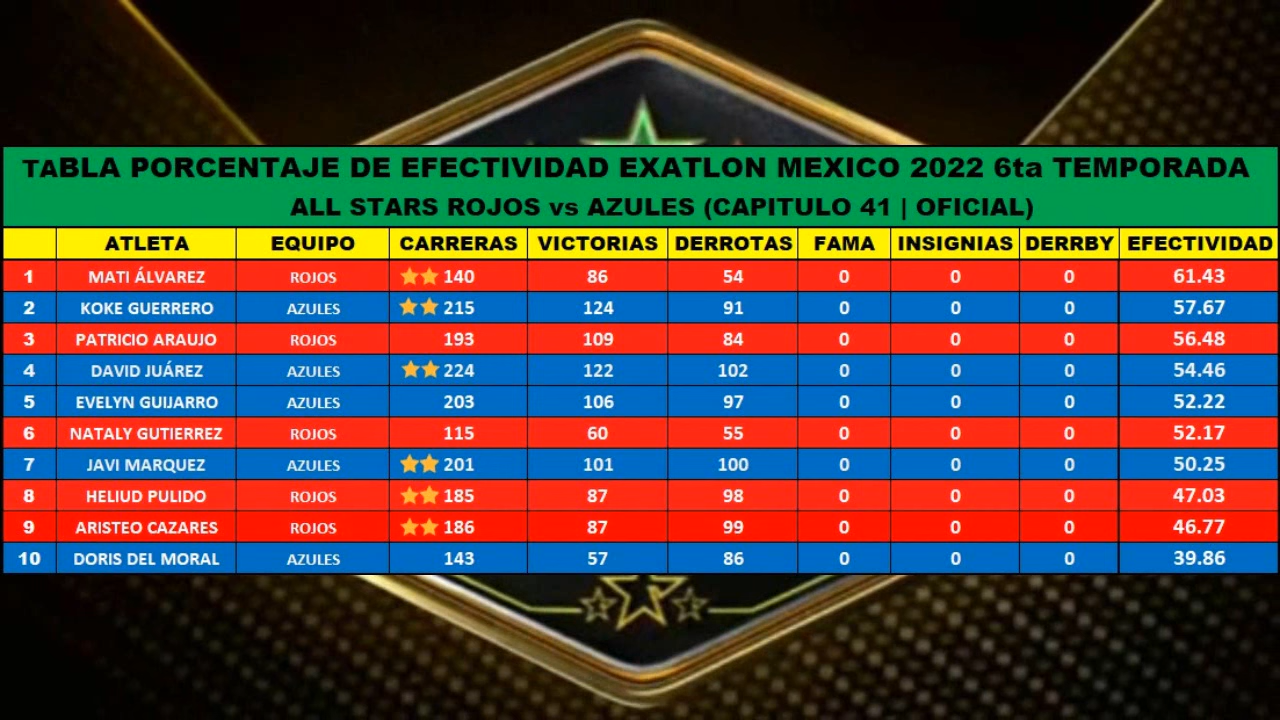 TABLA PORCENTAJE DE EFECTIVIDAD EXATLON MEXICO 2022 6ta TEMPORADA
ALL STARS ROJOS vs AZULES (CAPITULO 41 | OFICIAL)
ATLETA EQUIPO CARRERAS VICTORIAS DERROTAS FAMA INSIGNIAS DERRBY EFECTIVIDAD
1 MATI ÁLVAREZ ROJOS 140 86 54 0 0 0 61.43
2 KOKE GUERRERO AZULES 215 124 91 0 0 0 57.67
3 PATRICIO ARAUJO ROJOS 193 109 84 0 0 0 56.48
4 DAVID JUÁREZ AZULES 224 122 102 0 0 0 54.46
5 EVELYN GUIJARRO AZULES 203 106 97 0 0 0 52.22
6 NATALY GUTIERREZ ROJOS 115 60 55 0 0 0 52.17
7 JAVI MARQUEZ AZULES 201 101 100 0 0 0 50.25
8 HELIUD PULIDO ROJOS 185 87 98 0 0 0 47.03
9 ARISTEO CAZARES ROJOS 186 87 99 0 0 0 46.77
10 DORIS DEL MORAL AZULES 143 57 86 0 0 0 39.86